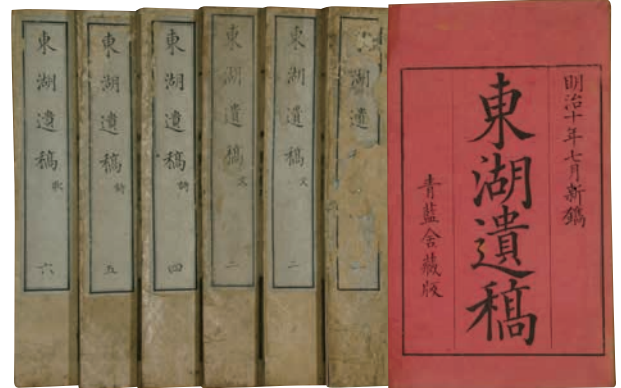 明治十年七月新鐫
東湖遺稿
青藍舍藏版
湖遺
一
東湖遺稿 文
二
東湖遺稿 文
東湖遺稿 詩
四
東湖遺稿 詩
五
東湖遺稿 歌
六